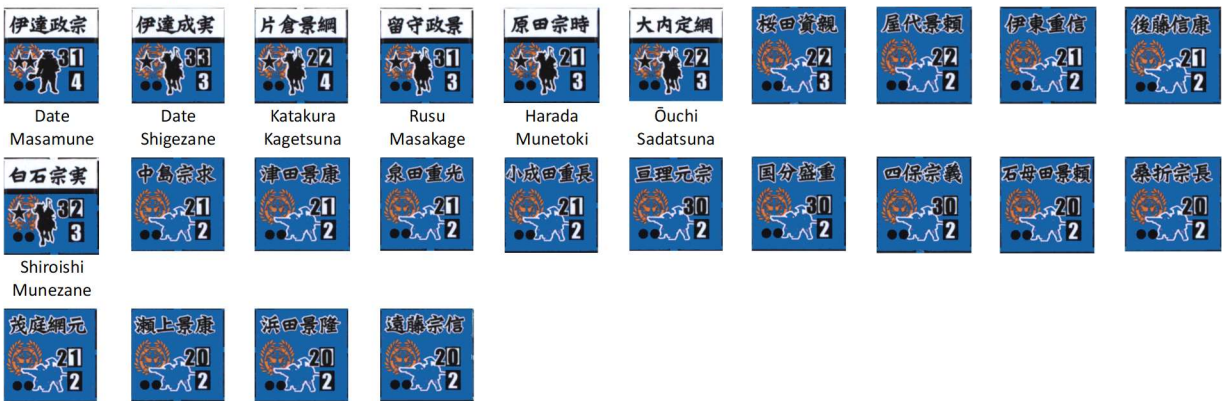 伊達政宗
31
4
Date
Masamune
伊達成実
33
3
Date
Shigezane
片倉景綱
22
4
Katakura
Kagetsuna
留守政景
31
3
Rusu
Masakage
原田宗時
21
3
Harada
Munetoki
大内定綱
22
3
Ōuchi
Sadatsuna
桜田資親
22
3
屋代景頼
22
2
伊東重信
21
2
後藤信康
21
2
白石宗実
32
3
Shiroishi
Munezane
中島宗求
21
2
津田景康
21
2
泉田重光
21
2
小成田重長
21
2
亘理元宗
30
2
国分盛重
30
2
四保宗義
30
2
石母田景頼
20
2
桑折宗長
20
2
茂庭綱元
21
2
瀬上景康
20
2
浜田景隆
20
2
遠藤宗信
20
2